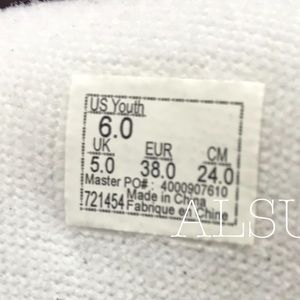 US Youth
6.0
UK EUR CM
5.0 38.0 24.0
Master PO# : 4000907610
721454 Made in China
Fabrique en Chine
ALSU